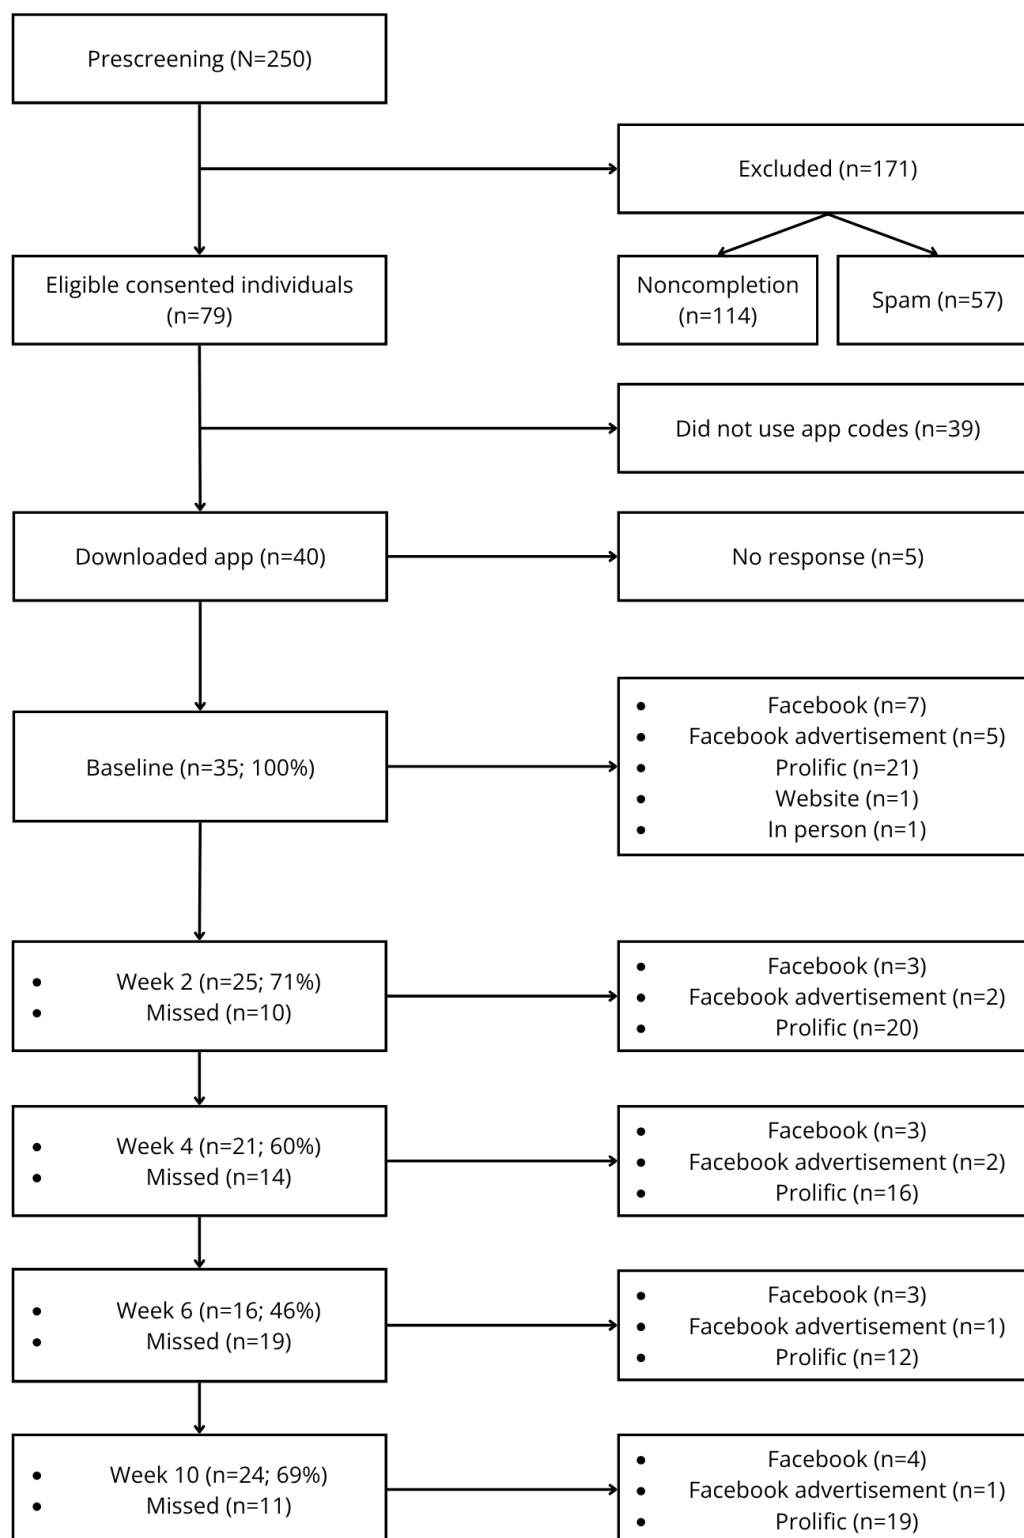 Prescreening (N=250)
Excluded (n=171)
Eligible consented individuals
(n=79)
Noncompletion
(n=114)
Spam (n=57)
Did not use app codes (n=39)
Downloaded app (n=40)
No response (n=5)
Baseline (n=35; 100%)
• Facebook (n=7)
• Facebook advertisement (n=5)
• Prolific (n=21)
• Website (n=1)
• In person (n=1)
• Week 2 (n=25; 71%)
• Missed (n=10)
• Facebook (n=3)
• Facebook advertisement (n=2)
• Prolific (n=20)
• Week 4 (n=21; 60%)
• Missed (n=14)
• Facebook (n=3)
• Facebook advertisement (n=2)
• Prolific (n=16)
• Week 6 (n=16; 46%)
• Missed (n=19)
• Facebook (n=3)
• Facebook advertisement (n=1)
• Prolific (n=12)
• Week 10 (n=24; 69%)
• Missed (n=11)
• Facebook (n=4)
• Facebook advertisement (n=1)
• Prolific (n=19)